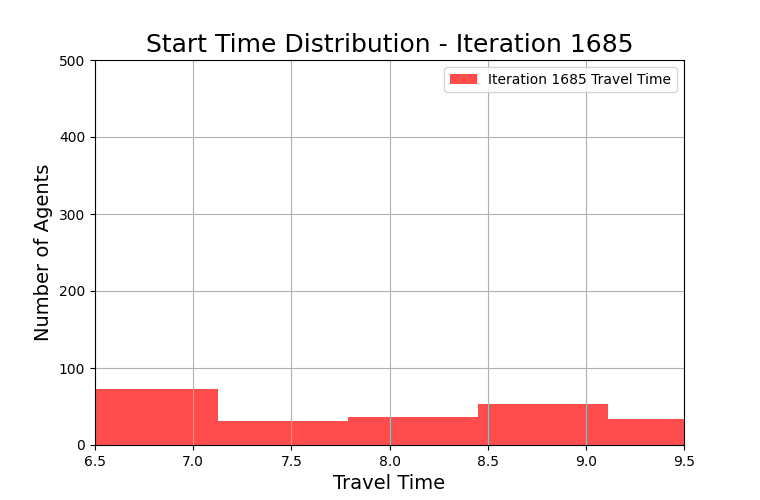 Start Time Distribution - Iteration 1685
Iteration 1685 Travel Time
Number of Agents
500
400
300
200
100
0
6.5 7.0 7.5 8.0 8.5 9.0 9.5
Travel Time